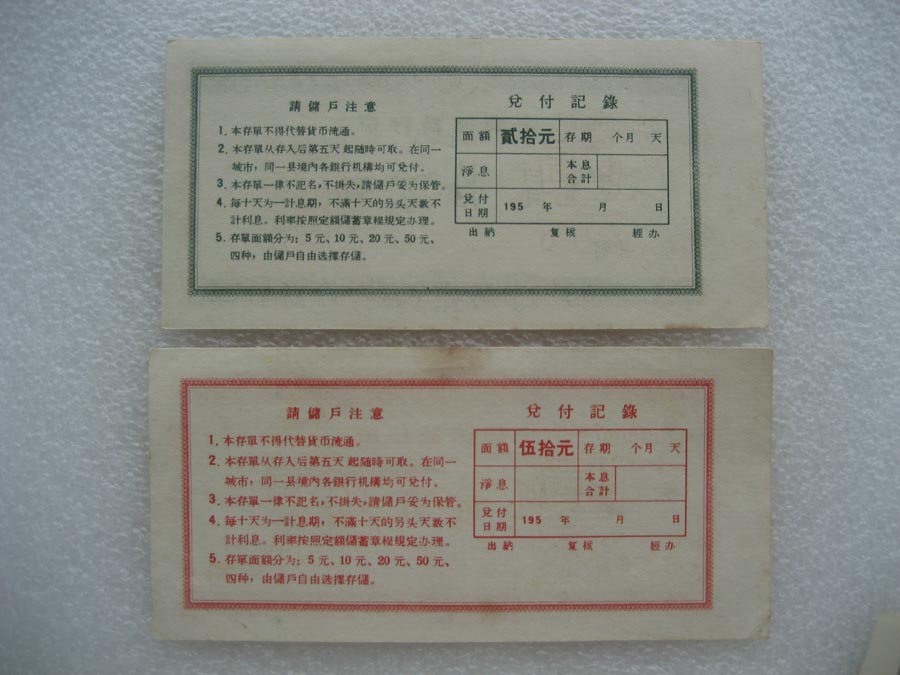 請儲戶注意
1. 本存單不得代替貨币流通。
2. 本存單从存入后第五天起随時可取。在同一
城市，同一县境內各銀行机構均可兌付。
3. 本存單一律不記名，不掛失，請儲戶妥为保管。
4. 每十天为一計息期，不滿十天的另头天數不
計利息。利率按照定額儲蓄章程規定办理。
5. 存單面額分为：5元、10元、20元、50元、
四种，由儲戶自由选擇存儲。
兌付記錄
面額 貳拾元 存期 个月 天
淨息 本息合計
兌付日期 195 年 月 日
出納 复核 經办
請儲戶注意
1. 本存單不得代替貨币流通。
2. 本存單从存入后第五天起随時可取。在同一
城市，同一县境內各銀行机構均可兌付。
3. 本存單一律不記名，不掛失，請儲戶妥为保管。
4. 每十天为一計息期，不滿十天的另头天數不
計利息。利率按照定額儲蓄章程規定办理。
5. 存單面額分为：5元、10元、20元、50元、
四种，由儲戶自由选擇存儲。
兌付記錄
面額 伍拾元 存期 个月 天
淨息 本息合計
兌付日期 195 年 月 日
出納 复核 經办